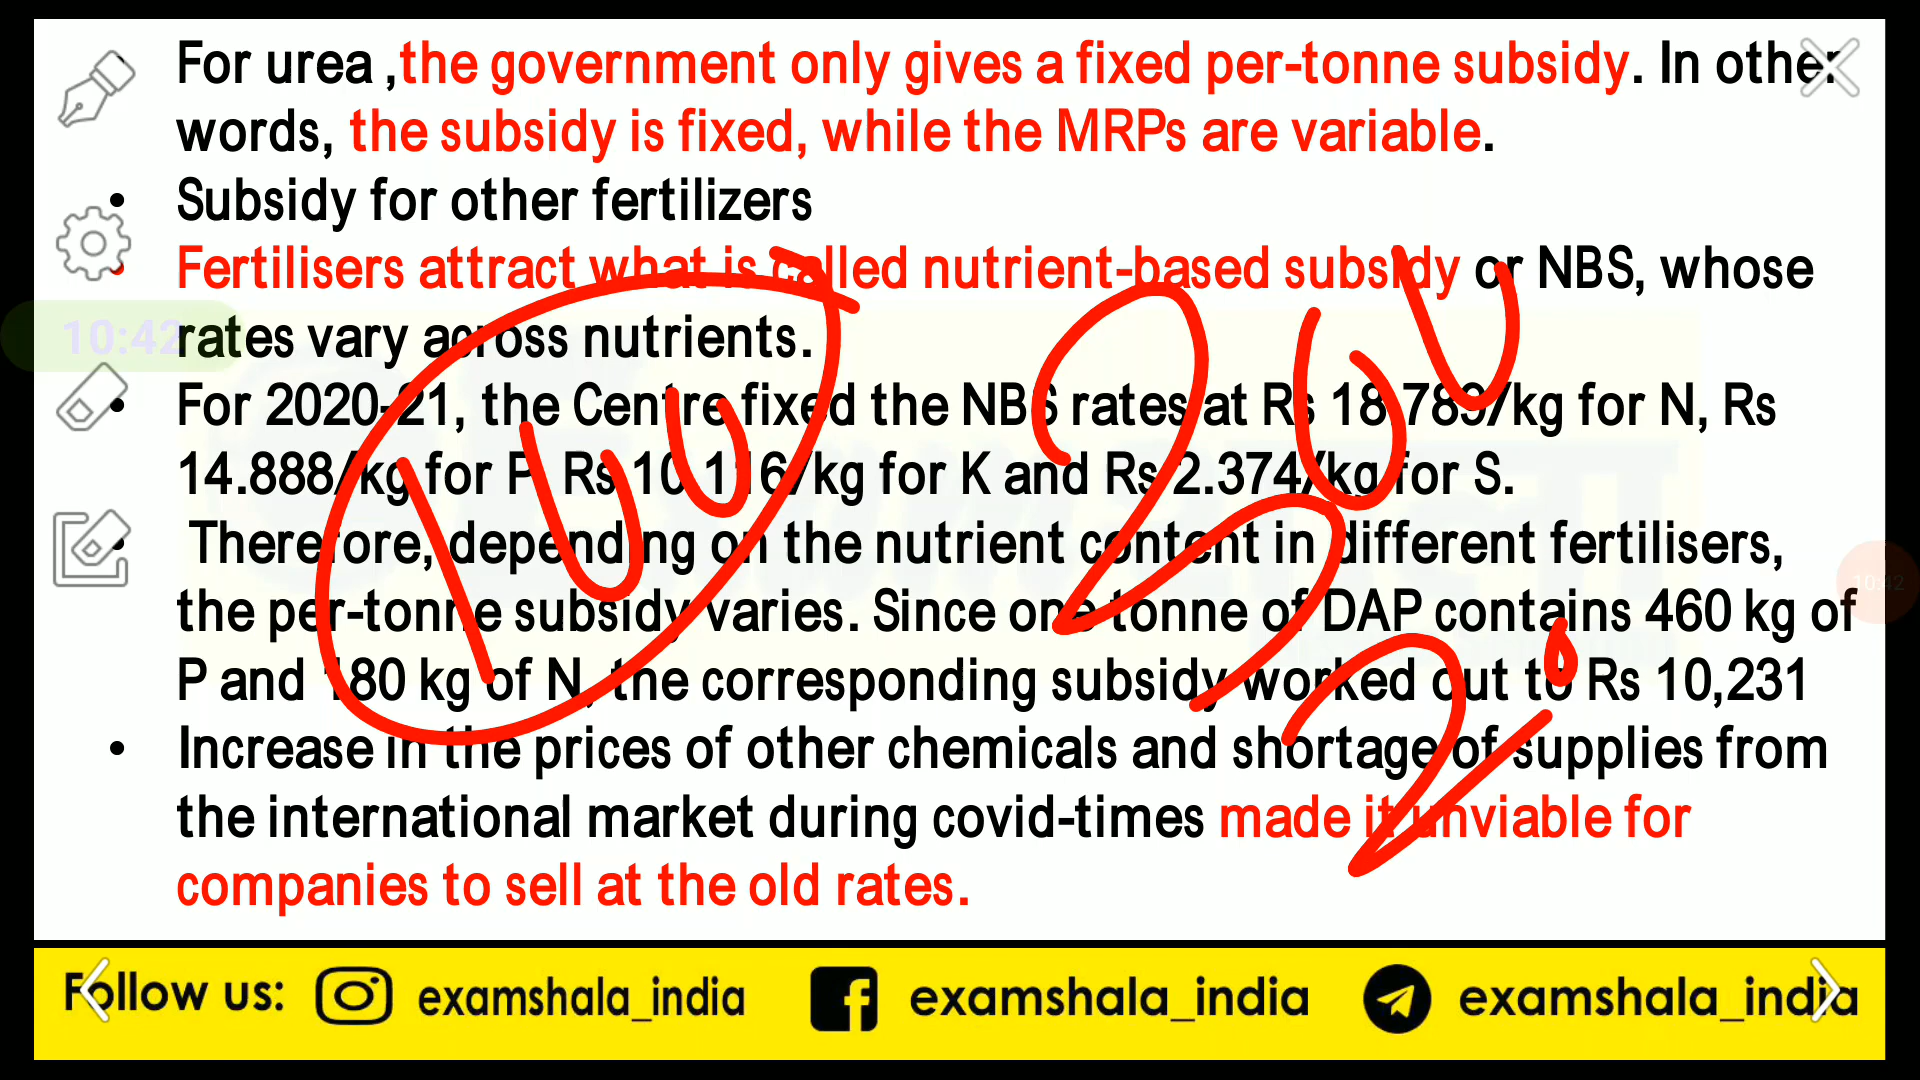 For urea ,the government only gives a fixed per-tonne subsidy. In other
words, the subsidy is fixed, while the MRPs are variable.
• Subsidy for other fertilizers
• Fertilisers attract what is called nutrient-based subsidy or NBS, whose
10:42 rates vary across nutrients.
• For 2020-21, the Centre fixed the NBS rates at Rs 18.789/kg for N, Rs
14.888/kg for P, Rs 10.116/kg for K and Rs 2.374/kg for S.
100
200
• Therefore, depending on the nutrient content in different fertilisers,
10:42
the per-tonne subsidy varies. Since one tonne of DAP contains 460 kg of
P and 180 kg of N, the corresponding subsidy worked out to Rs 10,231
• Increase in the prices of other chemicals and shortage of supplies from
the international market during covid-times made it unviable for
companies to sell at the old rates.
Follow us: examshala_india examshala_india examshala_india